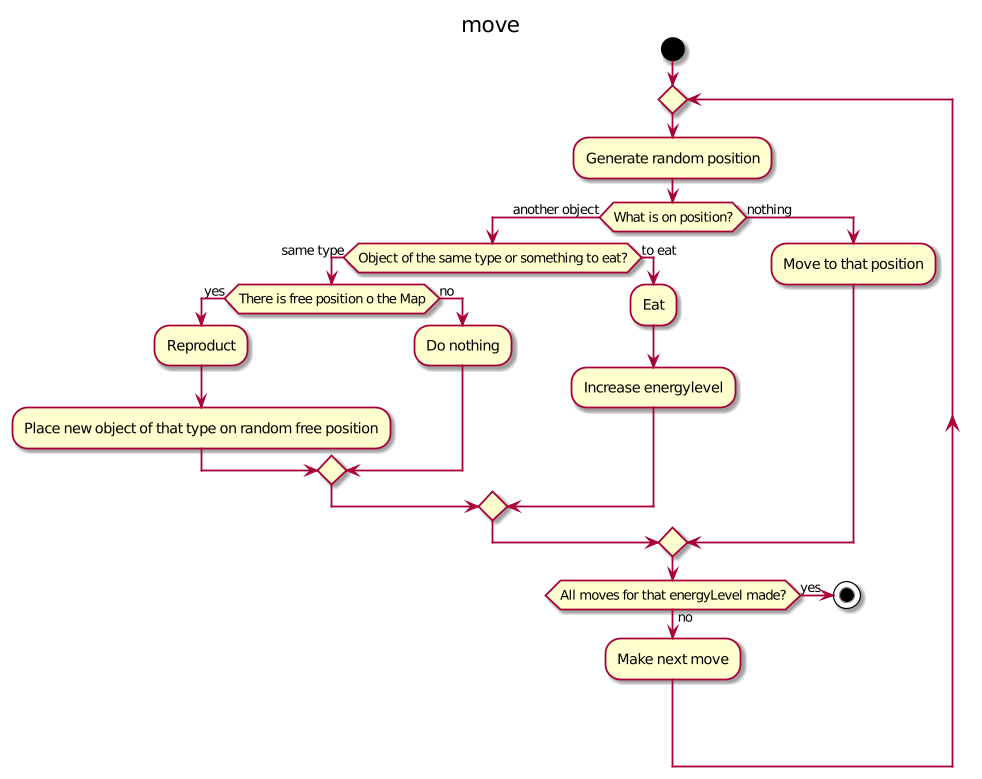 move
Generate random position
another object
What is on position?
nothing
same type
Object of the same type or something to eat?
to eat
Move to that position
yes
There is free position o the Map
no
Eat
Reproduct
Do nothing
Increase energylevel
Place new object of that type on random free position
All moves for that energyLevel made?
yes
no
Make next move